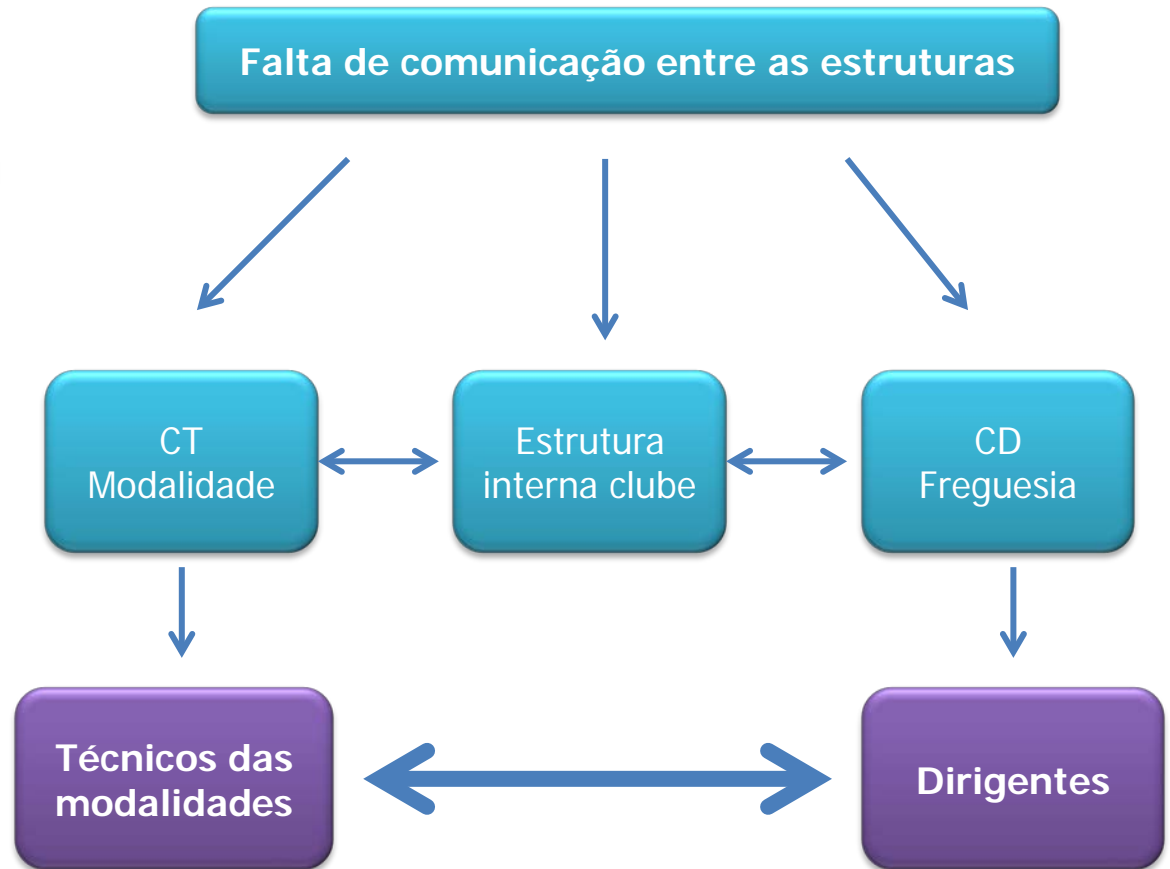 Falta de comunicação entre as estruturas
CT
Modalidade
Estrutura
interna clube
CD
Freguesia
Técnicos das
modalidades
Dirigentes